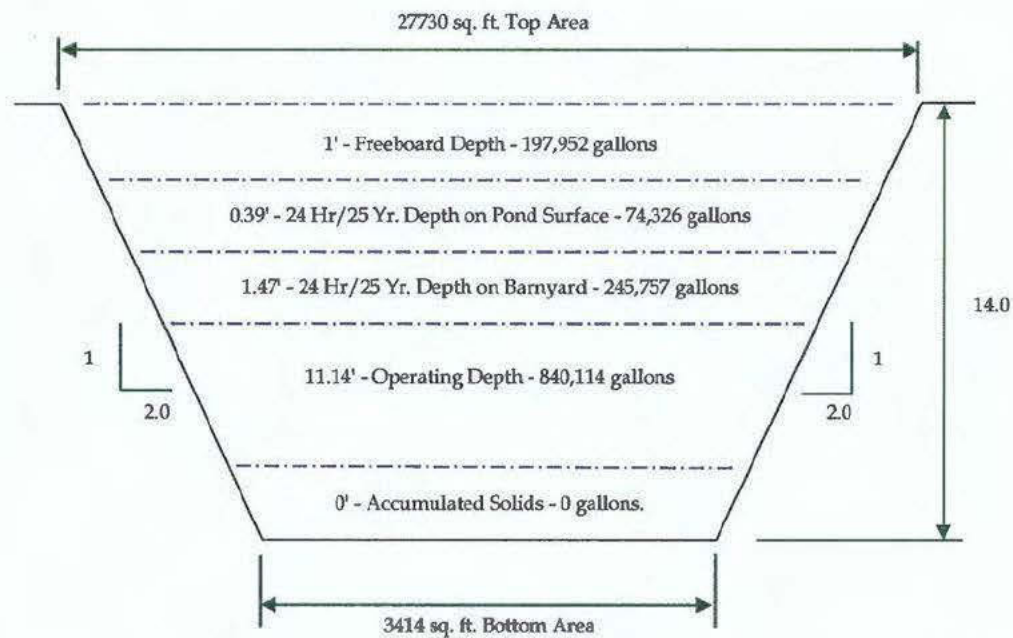 27730 sq. ft. Top Area
1' - Freeboard Depth - 197,952 gallons
0.39' - 24 Hr/25 Yr. Depth on Pond Surface - 74,326 gallons
1.47' - 24 Hr/25 Yr. Depth on Barnyard - 245,757 gallons
14.0
1
1
11.14' - Operating Depth - 840,114 gallons
2.0
2.0
0' - Accumulated Solids - 0 gallons.
3414 sq. ft. Bottom Area